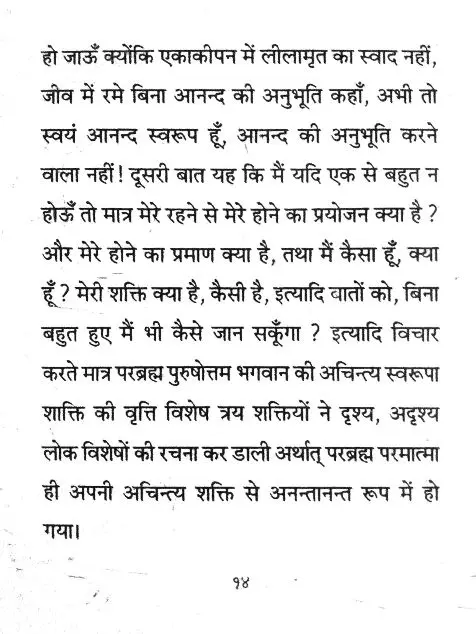 हो जाऊँ क्योंकि एकाकीपन में लीलामृत का स्वाद नहीं,
जीव में रमे बिना आनन्द की अनुभूति कहाँ, अभी तो
स्वयं आनन्द स्वरूप हूँ, आनन्द की अनुभूति करने
वाला नहीं! दूसरी बात यह कि मैं यदि एक से बहुत न
होऊँ तो मात्र मेरे रहने से मेरे होने का प्रयोजन क्या है ?
और मेरे होने का प्रमाण क्या है, तथा मैं कैसा हूँ, क्या
हूँ ? मेरी शक्ति क्या है, कैसी है, इत्यादि बातों को, बिना
बहुत हुए मैं भी कैसे जान सकूँगा ? इत्यादि विचार
करते मात्र परब्रह्म पुरुषोत्तम भगवान की अचिन्त्य स्वरूपा
शाक्ति की वृत्ति विशेष त्रय शक्तियों ने दृश्य, अदृश्य
लोक विशेषों की रचना कर डाली अर्थात् परब्रह्म परमात्मा
ही अपनी अचिन्त्य शक्ति से अनन्तानन्त रूप में हो
गया।
१४